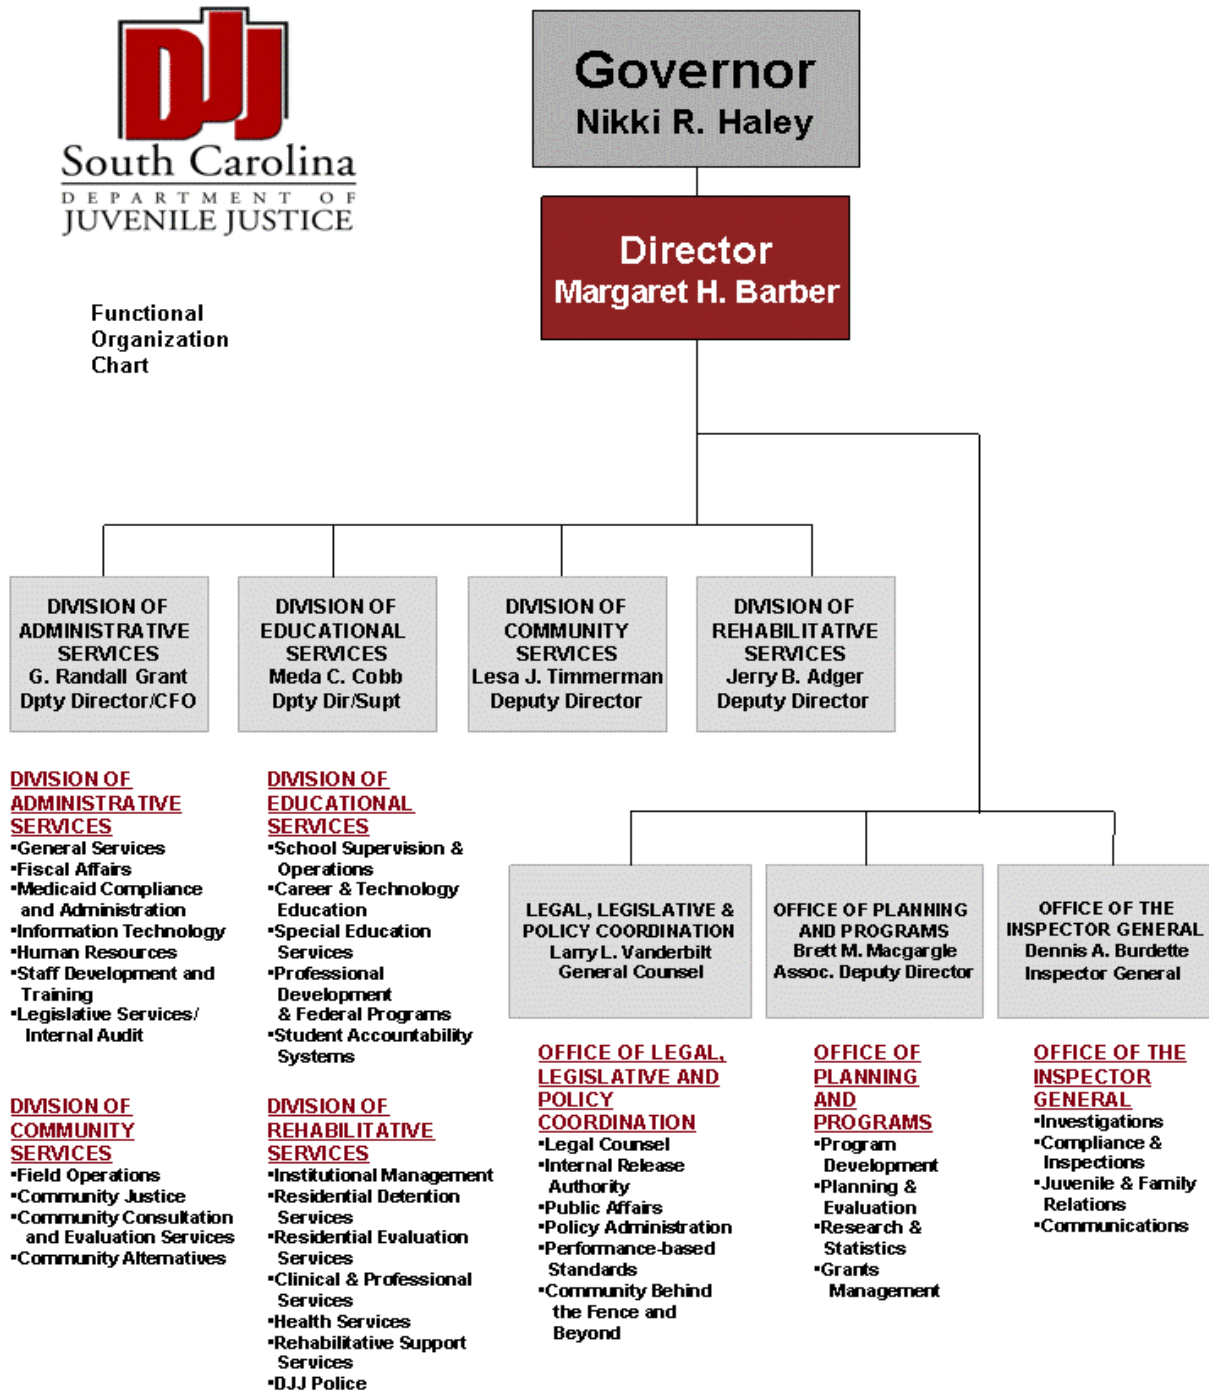 DJJ
South Carolina
DEPARTMENT OF
JUVENILE JUSTICE
Functional
Organization
Chart
Governor
Nikki R. Haley
Director
Margaret H. Barber
DIVISION OF
ADMINISTRATIVE
SERVICES
G. Randall Grant
Dpty Director/CFO
DIVISION OF
EDUCATIONAL
SERVICES
Meda C. Cobb
Dpty Dir/Supt
DIVISION OF
COMMUNITY
SERVICES
Lesa J. Timmerman
Deputy Director
DIVISION OF
REHABILITATIVE
SERVICES
Jerry B. Adger
Deputy Director
DIVISION OF
ADMINISTRATIVE
SERVICES
▪General Services
▪Fiscal Affairs
▪Medicaid Compliance
and Administration
▪Information Technology
▪Human Resources
▪Staff Development and
Training
▪Legislative Services/
Internal Audit
DIVISION OF
EDUCATIONAL
SERVICES
▪School Supervision &
Operations
▪Career & Technology
Education
▪Special Education
Services
▪Professional
Development
& Federal Programs
▪Student Accountability
Systems
DIVISION OF
COMMUNITY
SERVICES
▪Field Operations
▪Community Justice
▪Community Consultation
and Evaluation Services
▪Community Alternatives
DIVISION OF
REHABILITATIVE
SERVICES
▪Institutional Management
▪Residential Detention
Services
▪Residential Evaluation
Services
▪Clinical & Professional
Services
▪Health Services
▪Rehabilitative Support
Services
▪DJJ Police
LEGAL, LEGISLATIVE &
POLICY COORDINATION
Larry L. Vanderbilt
General Counsel
OFFICE OF PLANNING
AND PROGRAMS
Brett M. Macgargle
Assoc. Deputy Director
OFFICE OF THE
INSPECTOR GENERAL
Dennis A. Burdette
Inspector General
OFFICE OF LEGAL,
LEGISLATIVE AND
POLICY
COORDINATION
▪Legal Counsel
▪Internal Release
Authority
▪Public Affairs
▪Policy Administration
▪Performance-based
Standards
▪Community Behind
the Fence and
Beyond
OFFICE OF
PLANNING
AND
PROGRAMS
▪Program
Development
▪Planning &
Evaluation
▪Research &
Statistics
▪Grants
Management
OFFICE OF THE
INSPECTOR
GENERAL
▪Investigations
▪Compliance &
Inspections
▪Juvenile & Family
Relations
▪Communications